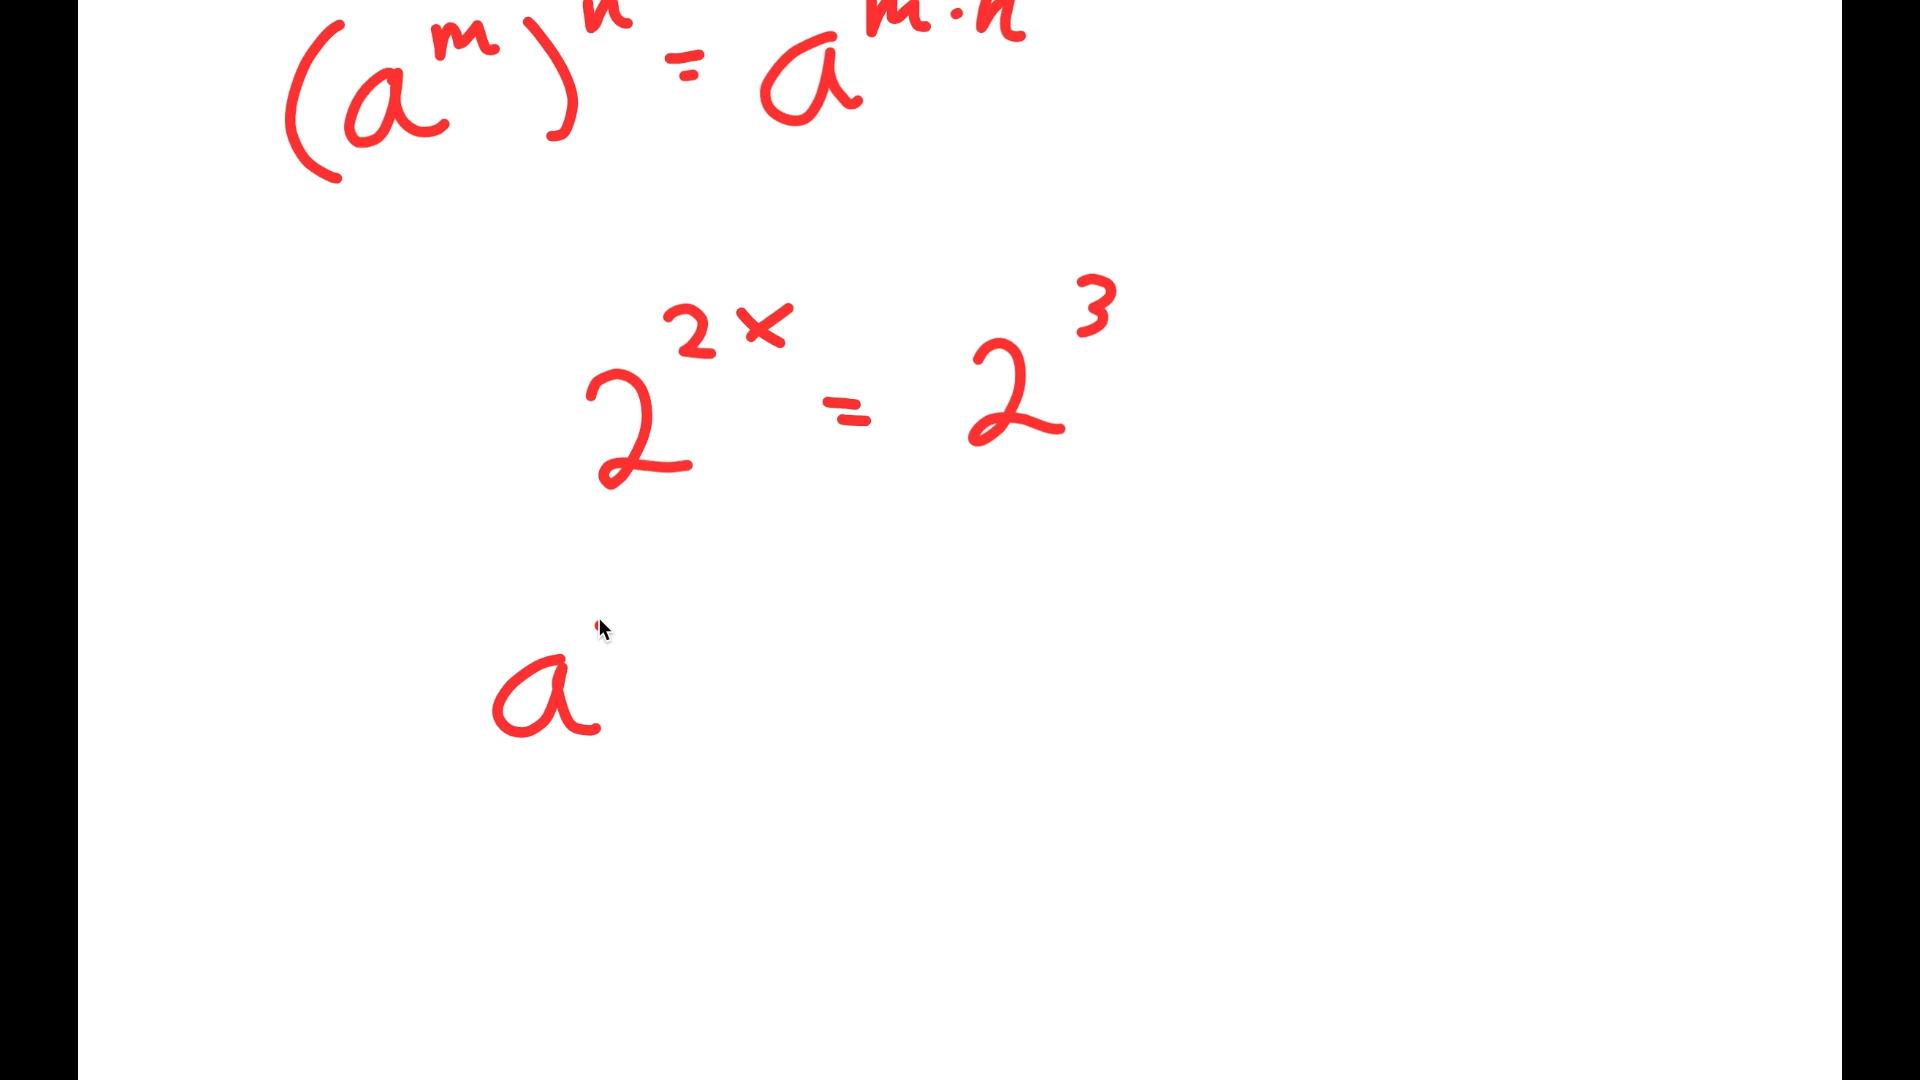 (a^m)^n = a^{m·n}
2^{2x} = 2^3
a